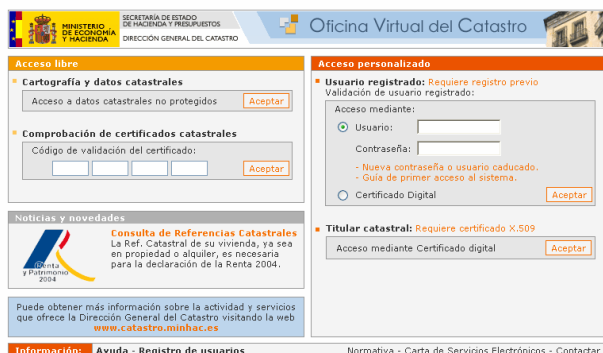 MINISTERIO
DE ECONOMÍA
Y HACIENDA
SECRETARÍA DE ESTADO
DE HACIENDA Y PRESUPUESTOS
DIRECCIÓN GENERAL DEL CATASTRO
Oficina Virtual del Catastro
Acceso libre
Cartografía y datos catastrales
Acceso a datos catastrales no protegidos
Aceptar
Comprobación de certificados catastrales
Código de validación del certificado:
Aceptar
Noticias y novedades
Renta
y Patrimonio
2004
Consulta de Referencias Catastrales
La Ref. Catastral de su vivienda, ya sea
en propiedad o alquiler, es necesaria
para la declaración de la Renta 2004.
Puede obtener más información sobre la actividad y servicios
que ofrece la Dirección General del Catastro visitando la web
www.catastro.minhac.es
Acceso personalizado
Usuario registrado: Requiere registro previo
Validación de usuario registrado:
Acceso mediante:
Usuario:
Contraseña:
- Nueva contraseña o usuario caducado.
- Guía de primer acceso al sistema.
Certificado Digital
Aceptar
Titular catastral: Requiere certificado X.509
Acceso mediante Certificado digital
Aceptar
Información: Ayuda - Registro de usuarios
Normativa - Carta de Servicios Electrónicos - Contactar